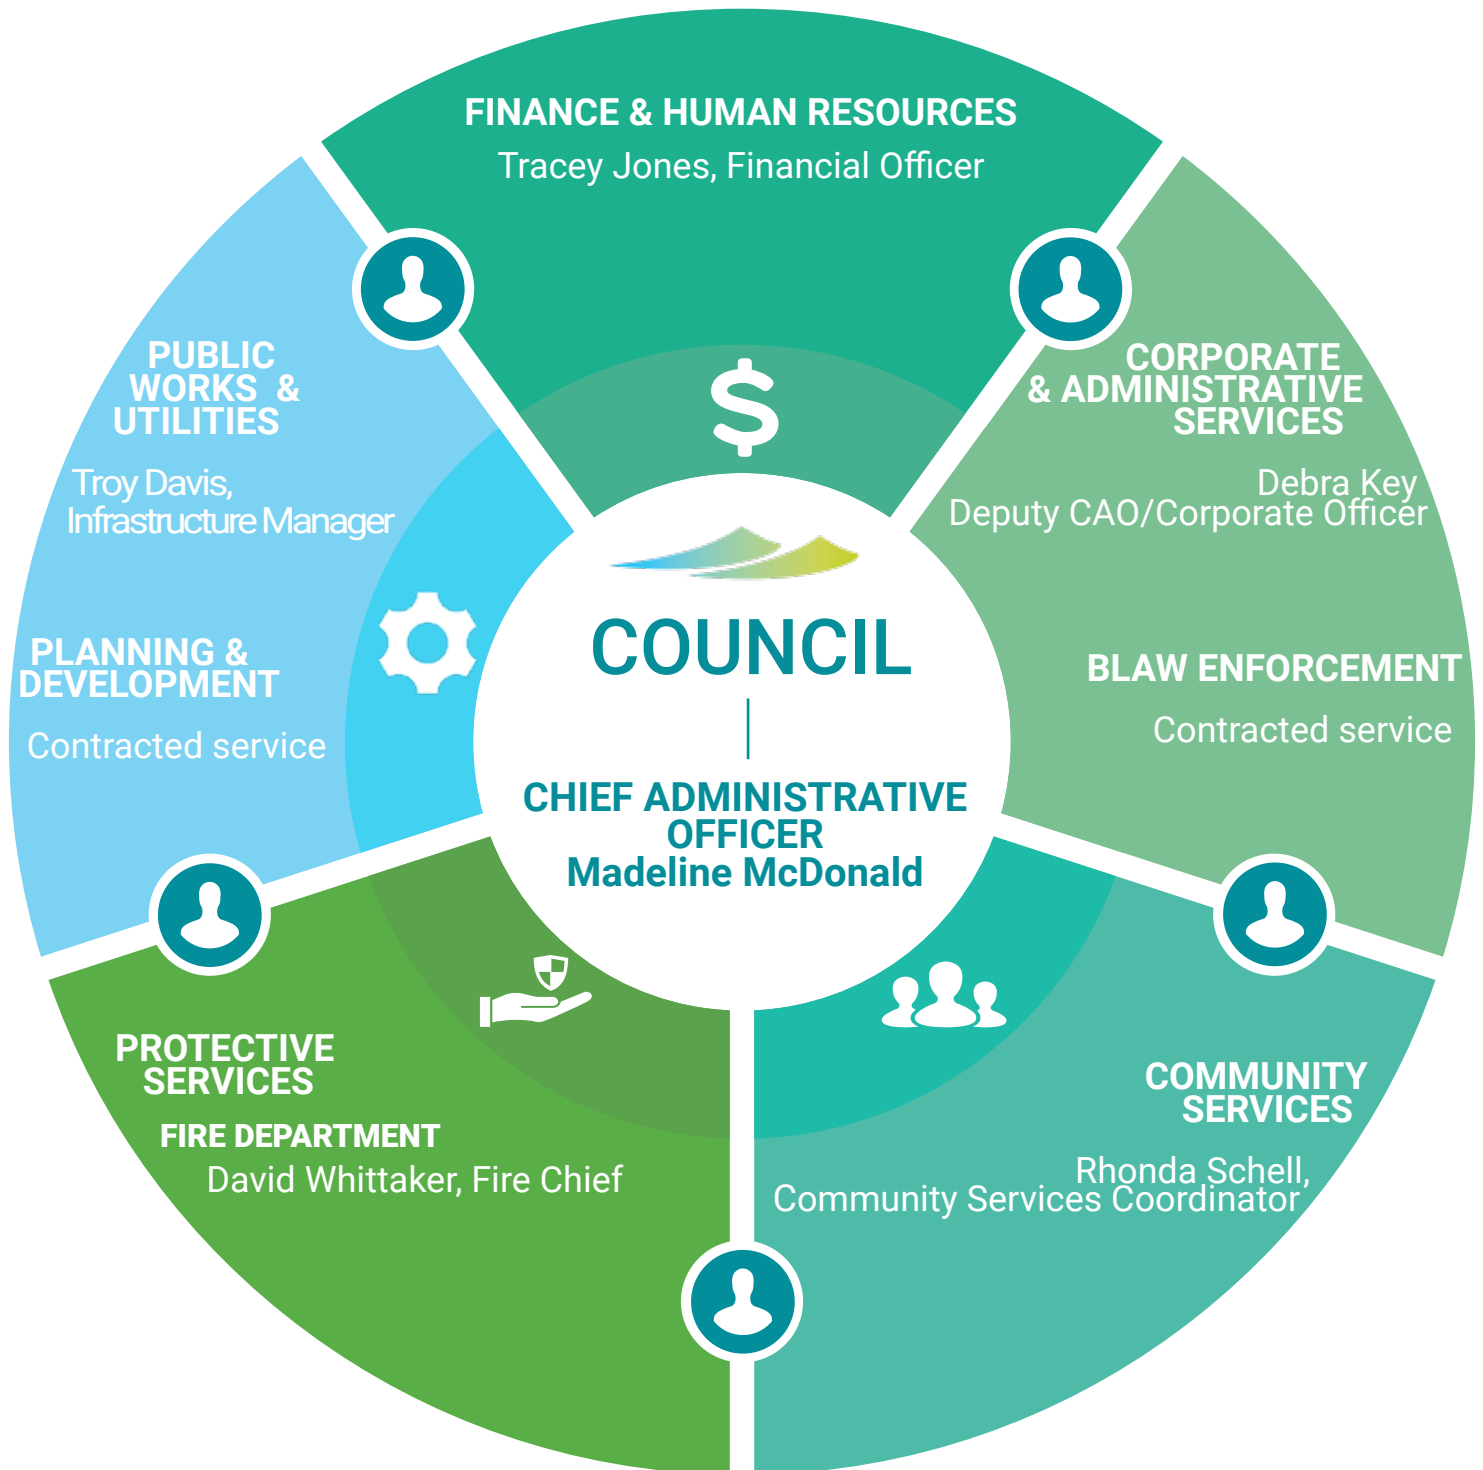 FINANCE & HUMAN RESOURCES
Tracey Jones, Financial Officer
PUBLIC
WORKS &
UTILITIES
Troy Davis,
Infrastructure Manager
PLANNING &
DEVELOPMENT
Contracted service
CORPORATE
& ADMINISTRATIVE
SERVICES
Debra Key
Deputy CAO/Corporate Officer
BLAW ENFORCEMENT
Contracted service
COUNCIL
CHIEF ADMINISTRATIVE
OFFICER
Madeline McDonald
PROTECTIVE
SERVICES
FIRE DEPARTMENT
David Whittaker, Fire Chief
COMMUNITY
SERVICES
Rhonda Schell,
Community Services Coordinator